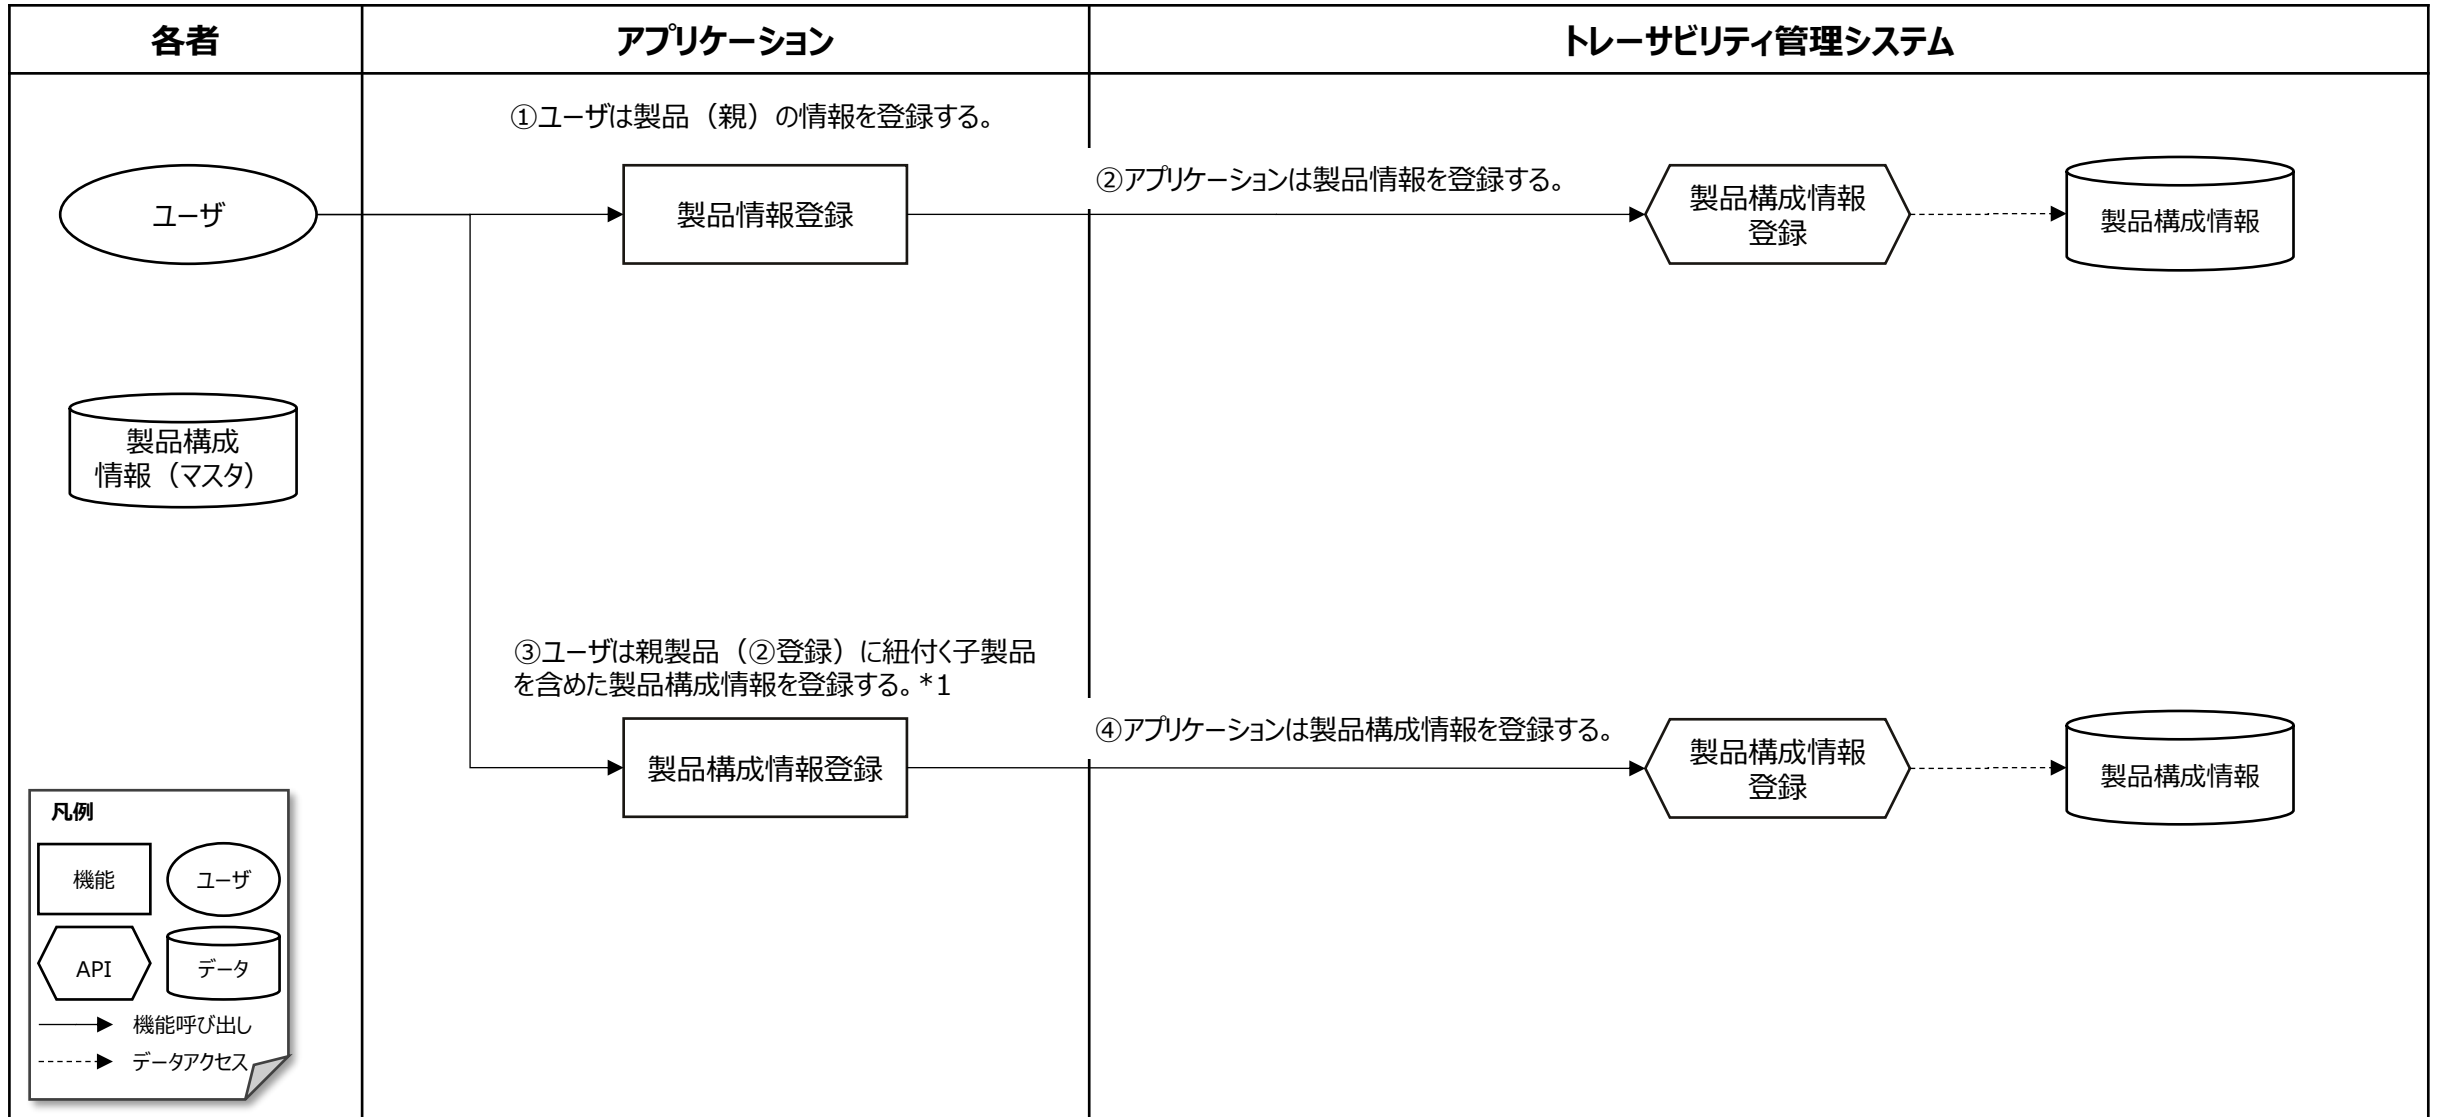 各者
アプリケーション
トレーサビリティ管理システム
①ユーザは製品（親）の情報を登録する。
②アプリケーションは製品情報を登録する。
ユーザ
製品情報登録
製品構成情報
登録
製品構成情報
製品構成
情報（マスタ）
③ユーザは親製品（②登録）に紐付く子製品
を含めた製品構成情報を登録する。*1
④アプリケーションは製品構成情報を登録する。
製品構成情報登録
製品構成情報
登録
製品構成情報
凡例
機能
ユーザ
API
データ
機能呼び出し
データアクセス